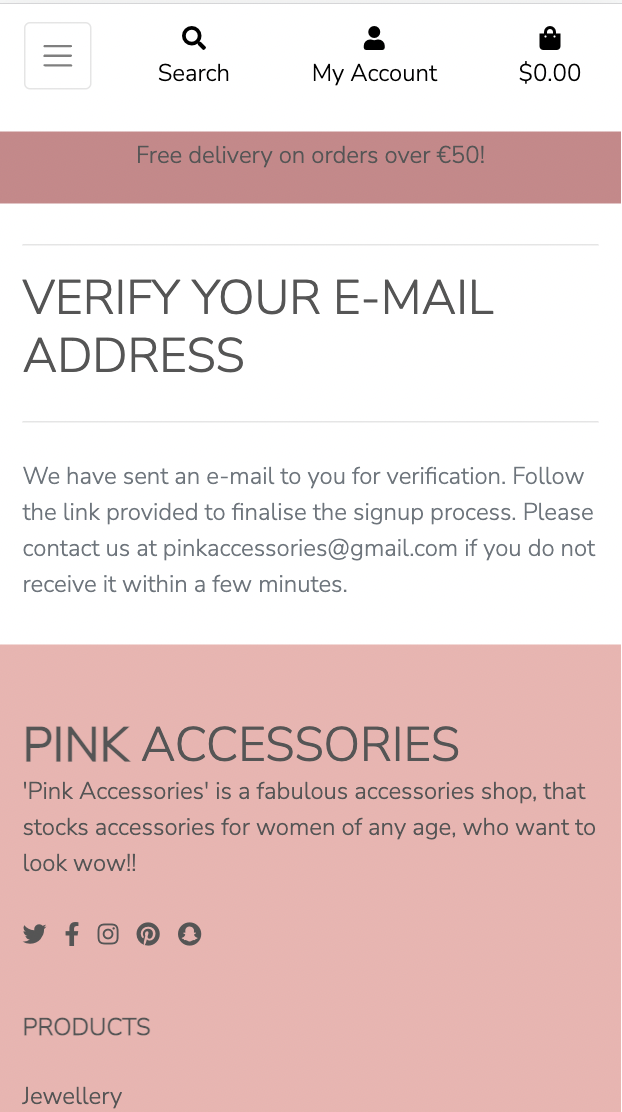 Search
My Account
$0.00
Free delivery on orders over €50!
VERIFY YOUR E-MAIL
ADDRESS
We have sent an e-mail to you for verification. Follow
the link provided to finalise the signup process. Please
contact us at pinkaccessories@gmail.com if you do not
receive it within a few minutes.
PINK ACCESSORIES
'Pink Accessories' is a fabulous accessories shop, that
stocks accessories for women of any age, who want to
look wow!!
PRODUCTS
Jewellery